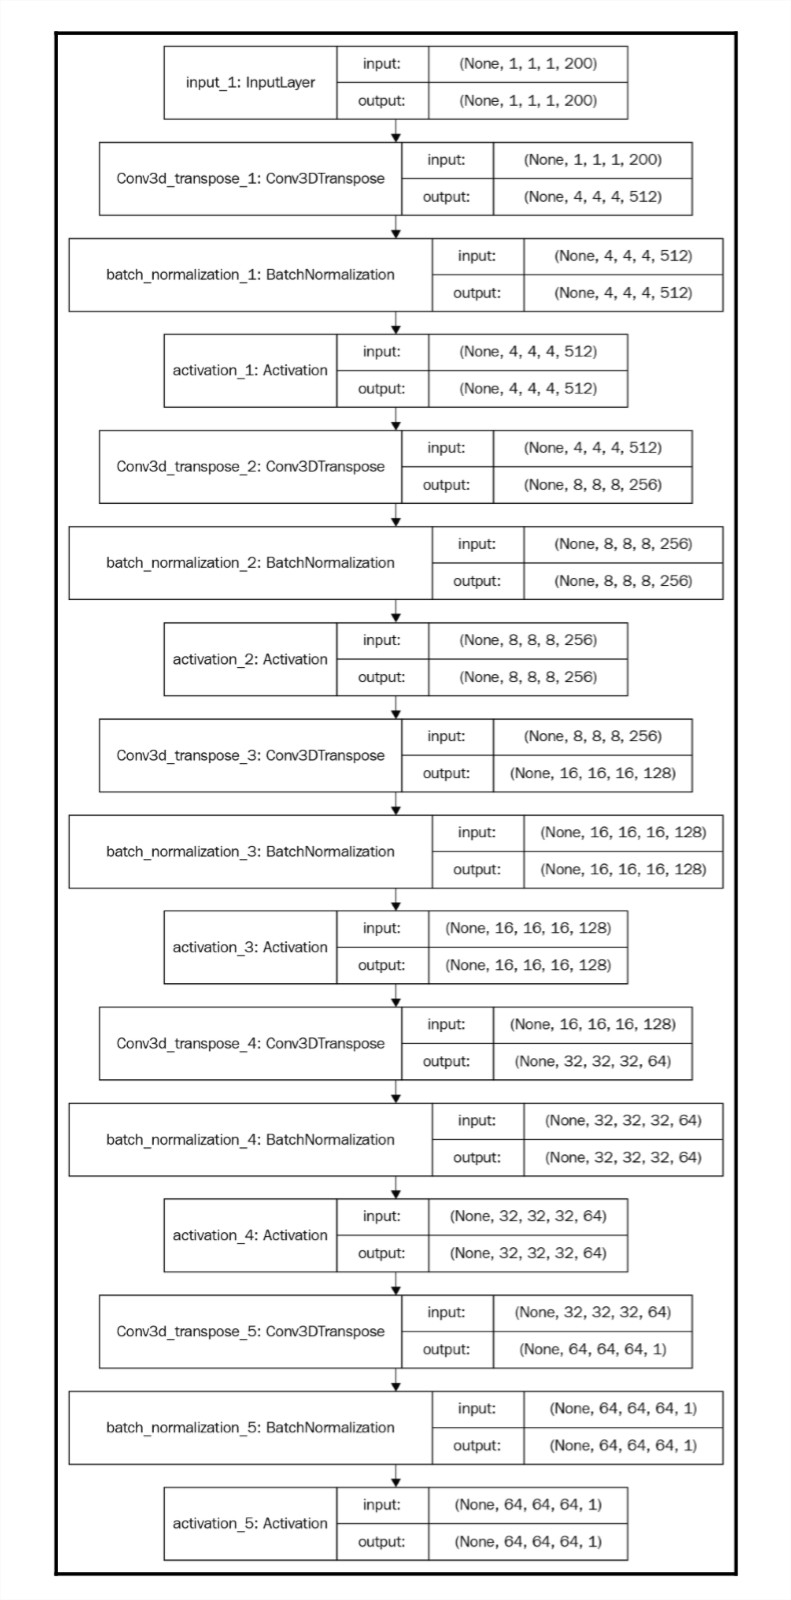 input: (None, 1, 1, 1, 200)
input_1: InputLayer
output: (None, 1, 1, 1, 200)
input: (None, 1, 1, 1, 200)
Conv3d_transpose_1: Conv3DTranspose
output: (None, 4, 4, 4, 512)
input: (None, 4, 4, 4, 512)
batch_normalization_1: BatchNormalization
output: (None, 4, 4, 4, 512)
input: (None, 4, 4, 4, 512)
activation_1: Activation
output: (None, 4, 4, 4, 512)
input: (None, 4, 4, 4, 512)
Conv3d_transpose_2: Conv3DTranspose
output: (None, 8, 8, 8, 256)
input: (None, 8, 8, 8, 256)
batch_normalization_2: BatchNormalization
output: (None, 8, 8, 8, 256)
input: (None, 8, 8, 8, 256)
activation_2: Activation
output: (None, 8, 8, 8, 256)
input: (None, 8, 8, 8, 256)
Conv3d_transpose_3: Conv3DTranspose
output: (None, 16, 16, 16, 128)
input: (None, 16, 16, 16, 128)
batch_normalization_3: BatchNormalization
output: (None, 16, 16, 16, 128)
input: (None, 16, 16, 16, 128)
activation_3: Activation
output: (None, 16, 16, 16, 128)
input: (None, 16, 16, 16, 128)
Conv3d_transpose_4: Conv3DTranspose
output: (None, 32, 32, 32, 64)
input: (None, 32, 32, 32, 64)
batch_normalization_4: BatchNormalization
output: (None, 32, 32, 32, 64)
input: (None, 32, 32, 32, 64)
activation_4: Activation
output: (None, 32, 32, 32, 64)
input: (None, 32, 32, 32, 64)
Conv3d_transpose_5: Conv3DTranspose
output: (None, 64, 64, 64, 1)
input: (None, 64, 64, 64, 1)
batch_normalization_5: BatchNormalization
output: (None, 64, 64, 64, 1)
input: (None, 64, 64, 64, 1)
activation_5: Activation
output: (None, 64, 64, 64, 1)